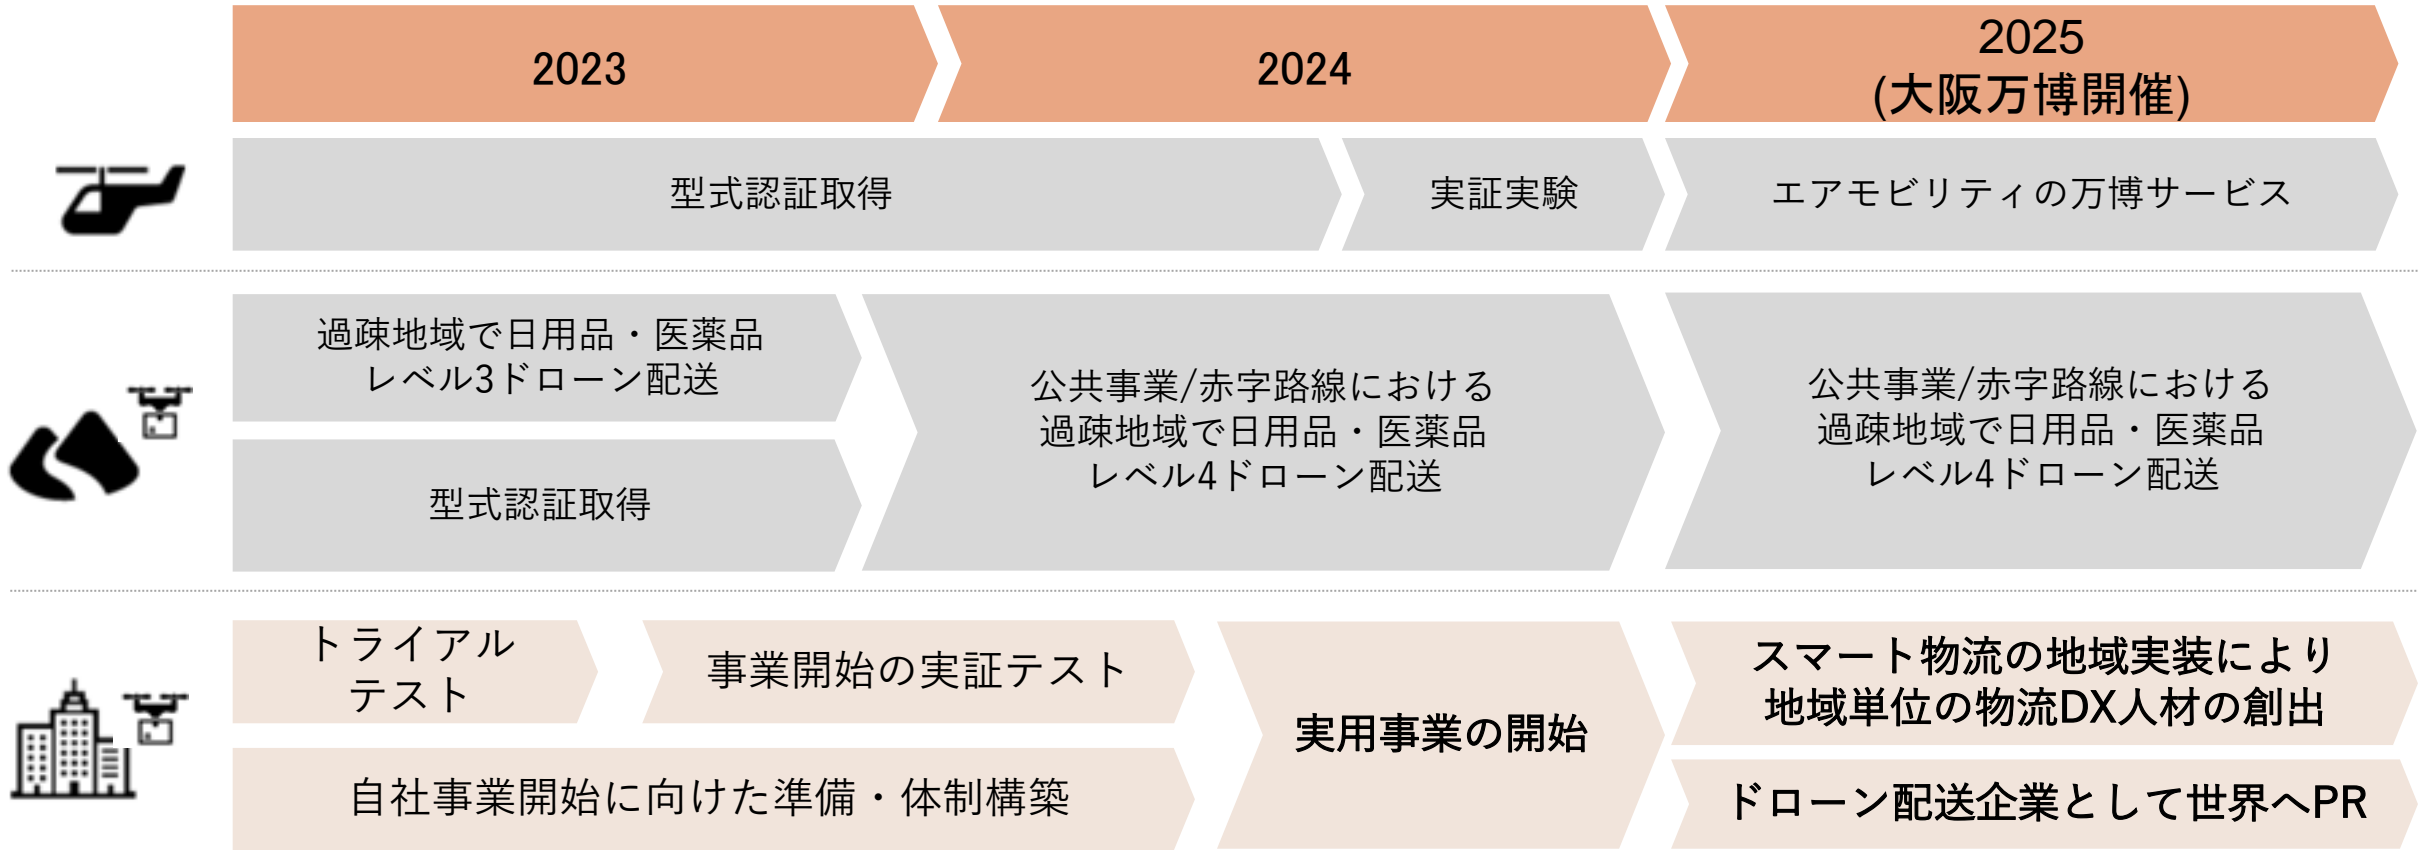 2023
2024
2025
(大阪万博開催)
型式認証取得
実証実験
エアモビリティの万博サービス
過疎地域で日用品・医薬品
レベル3ドローン配送
型式認証取得
公共事業/赤字路線における
過疎地域で日用品・医薬品
レベル4ドローン配送
公共事業/赤字路線における
過疎地域で日用品・医薬品
レベル4ドローン配送
トライアル
テスト
事業開始の実証テスト
自社事業開始に向けた準備・体制構築
実用事業の開始
スマート物流の地域実装により
地域単位の物流DX人材の創出
ドローン配送企業として世界へPR